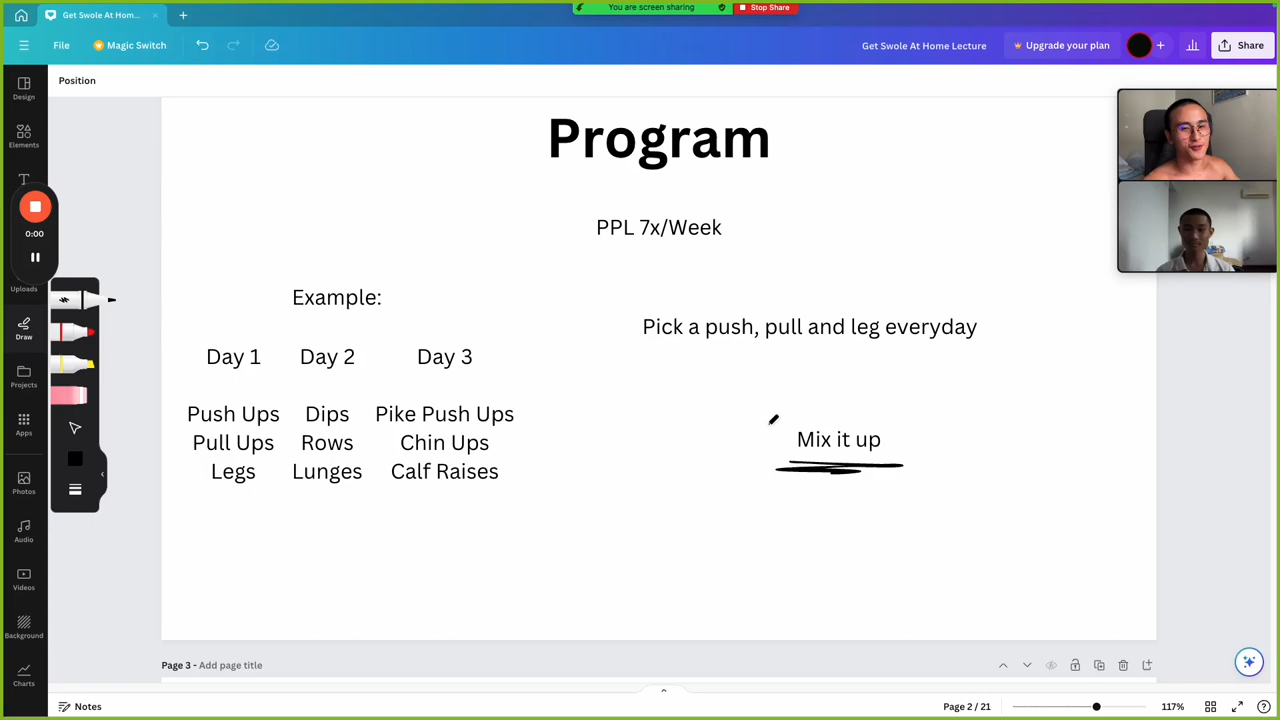 You are screen sharing
Stop Share
Get Swole At Home...
File
Magic Switch
Get Swole At Home Lecture
Upgrade your plan
Share
Position
Design
Elements
0:00
Uploads
Draw
Projects
Apps
Photos
Audio
Videos
Background
Charts
Program
PPL 7x/Week
Example:
Pick a push, pull and leg everyday
Day 1 Day 2 Day 3
Push Ups Dips Pike Push Ups
Pull Ups Rows Chin Ups
Legs Lunges Calf Raises
Mix it up
Page 3 - Add page title
Notes
Page 2 / 21
117%